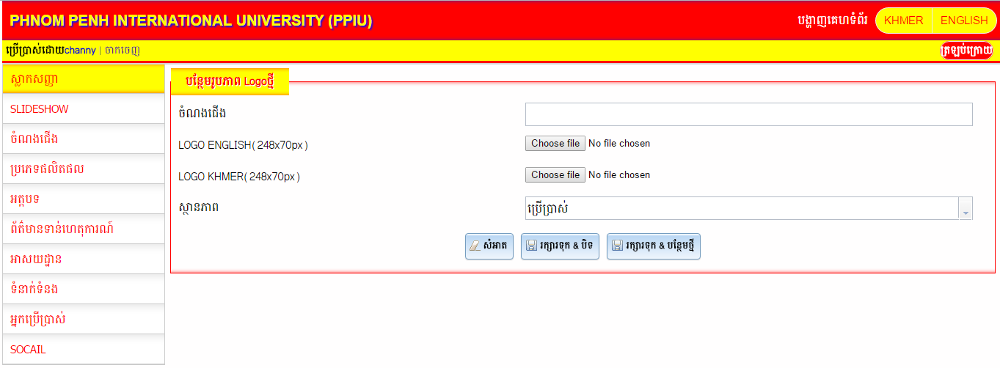 PHNOM PENH INTERNATIONAL UNIVERSITY (PPIU)
បង្ហាញគេហទំព័រ KHMER ENGLISH
ប្រើប្រាស់ដោយchanny | ចាកចេញ
ត្រឡប់ក្រោយ
ស្លាកសញ្ញា
SLIDESHOW
ចំណងជើង
ប្រភេទផលិតផល
អត្តបទ
ព័ត៌មានទាន់ហេតុការណ៍
អាសយដ្ឋាន
ទំនាក់ទំនង
អ្នកប្រើប្រាស់
SOCAIL
បន្ថែមរូបភាព Logoថ្មី
ចំណងជើង
LOGO ENGLISH( 248x70px ) Choose file No file chosen
LOGO KHMER( 248x70px ) Choose file No file chosen
ស្ថានភាព ប្រើប្រាស់
សំអាត រក្សារទុក & បិទ រក្សារទុក & បន្ថែមថ្មី